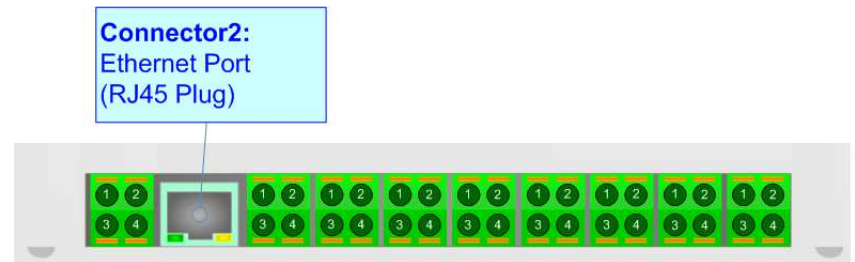 Connector2:
Ethernet Port
(RJ45 Plug)
1 2 1 2 1 2 1 2 1 2 1 2 1 2 1 2 1 2
3 4 3 4 3 4 3 4 3 4 3 4 3 4 3 4 3 4